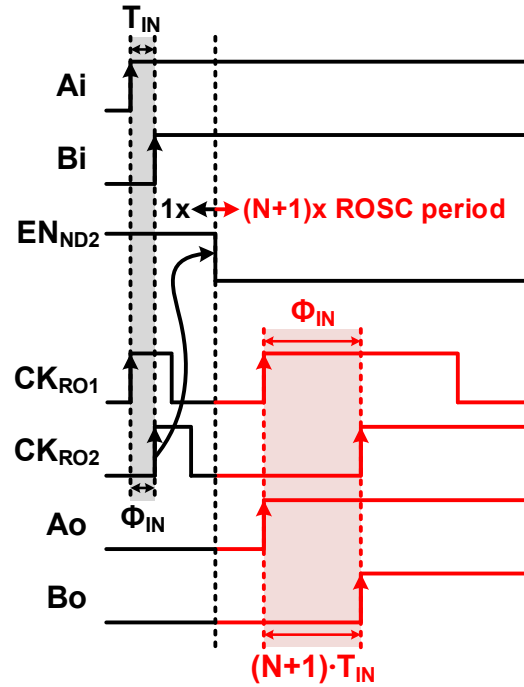 T_IN
Ai
Bi
1x (N+1)x ROSC period
EN_ND2
Φ_IN
CK_RO1
CK_RO2
Φ_IN
Ao
Bo
(N+1)·T_IN